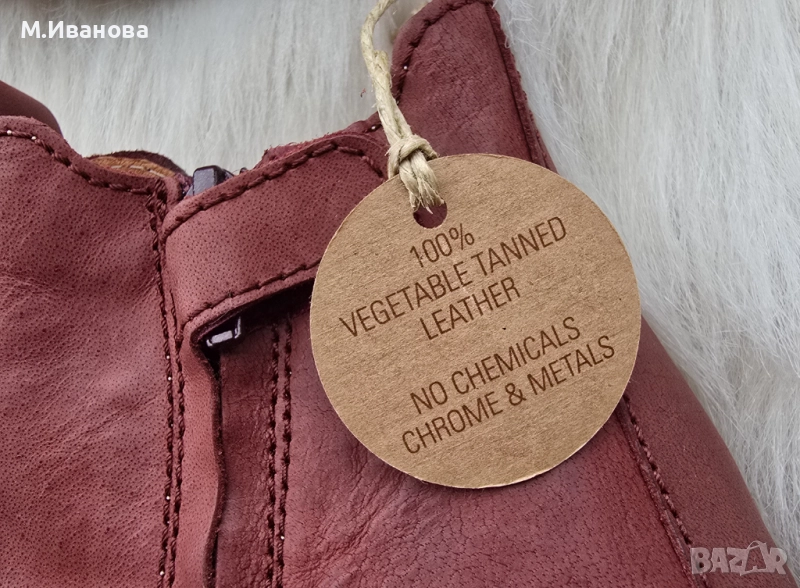 М.Иванова
100%
VEGETABLE TANNED
LEATHER
NO CHEMICALS
CHROME & METALS
BAZAR